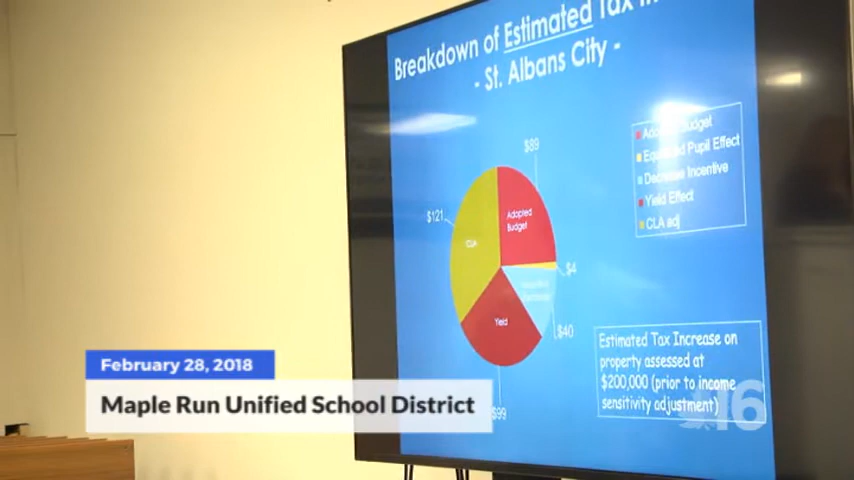 Breakdown of Estimated Tax
- St. Albans City -
$89
Adopted Budget
Equalized Pupil Effect
Decrease Incentive
Yield Effect
CLA adj
Adopted
Budget
$121
CLA
$4
Yield
$40
$99
Estimated Tax Increase on
property assessed at
$200,000 (prior to income
sensitivity adjustment)
16
February 28, 2018
Maple Run Unified School District